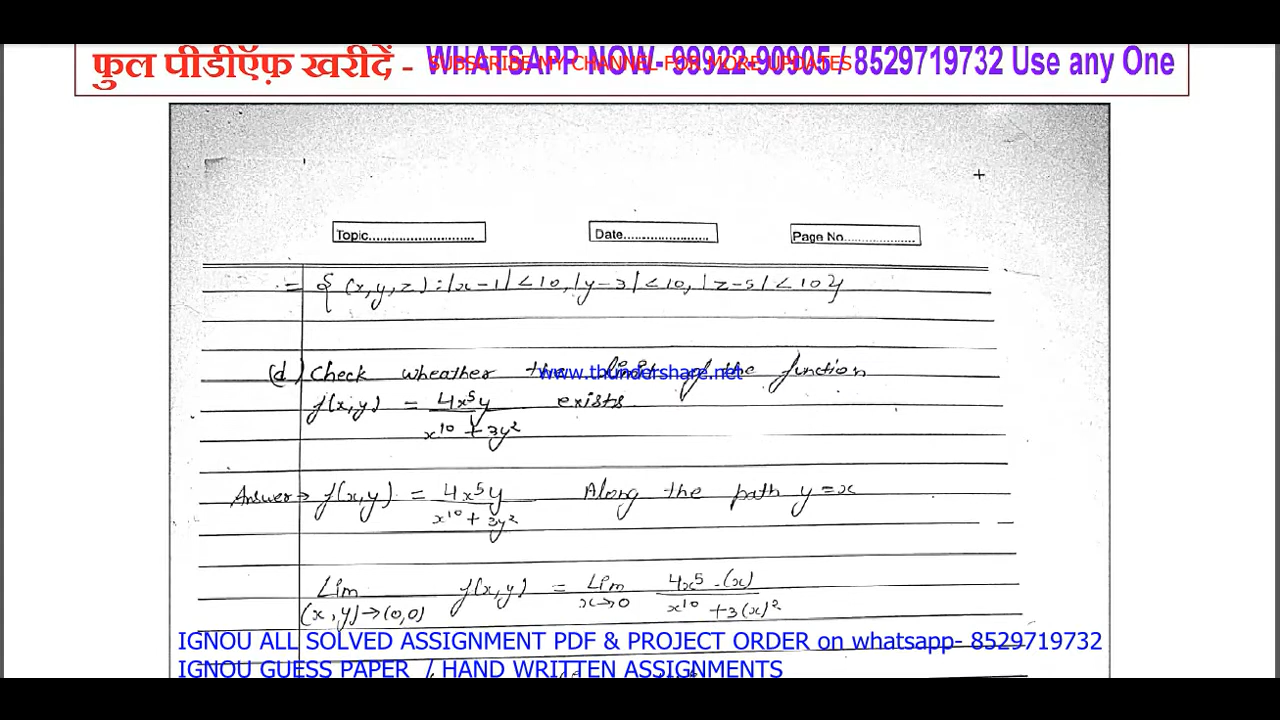 फुल पीडीऍफ़ खरीदें - WHATSAPP NOW- 99922-90905 / 8529719732 Use any One
SUBSCRIBE MY CHANNEL FOR MORE UPDATES
Topic............................ Date....................... Page No...................
= {(x,y,z) : |x-1| <10, |y-3| <10, |z-5| <10}
(d) Check wheather the limit of the function
www.thundershare.net
f(x,y) = 4x⁵y / x¹⁰ + 3y² exists
Answer → f(x,y) = 4x⁵y / x¹⁰ + 3y² Along the path y = x
Lim (x,y)→(0,0) f(x,y) = Lim x→0 4x⁵ · (x) / x¹⁰ + 3(x)²
IGNOU ALL SOLVED ASSIGNMENT PDF & PROJECT ORDER on whatsapp- 8529719732
IGNOU GUESS PAPER / HAND WRITTEN ASSIGNMENTS